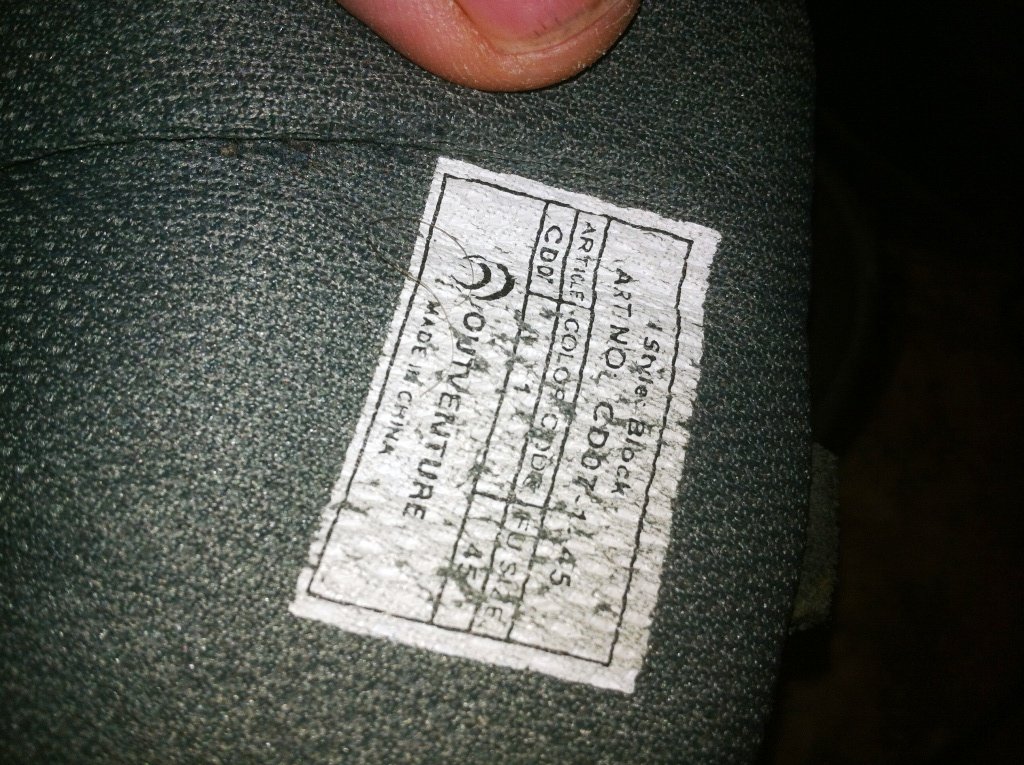 1 Style: Block
ART NO: CD07-1-45
ARTICLE COLOR CODE EU SIZE
CD07 1 45
OUTVENTURE
MADE IN CHINA